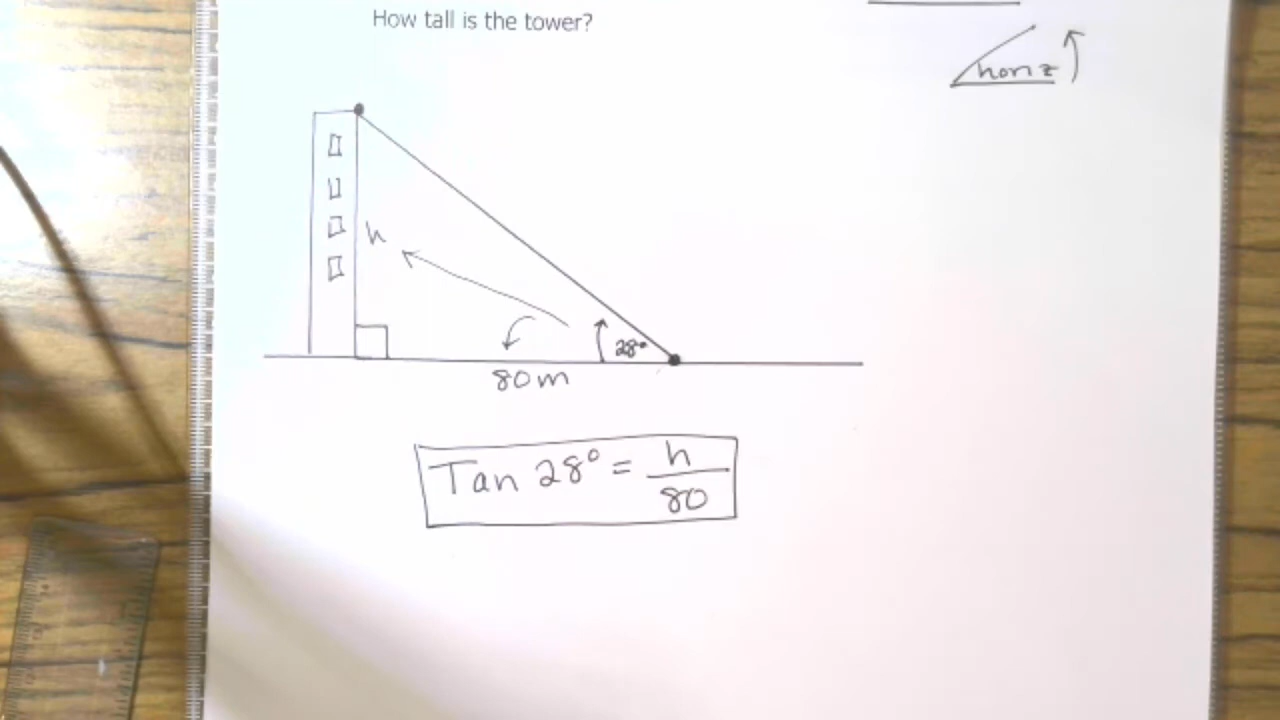 How tall is the tower?
horiz
h
28°
80m
Tan 28° = h/80